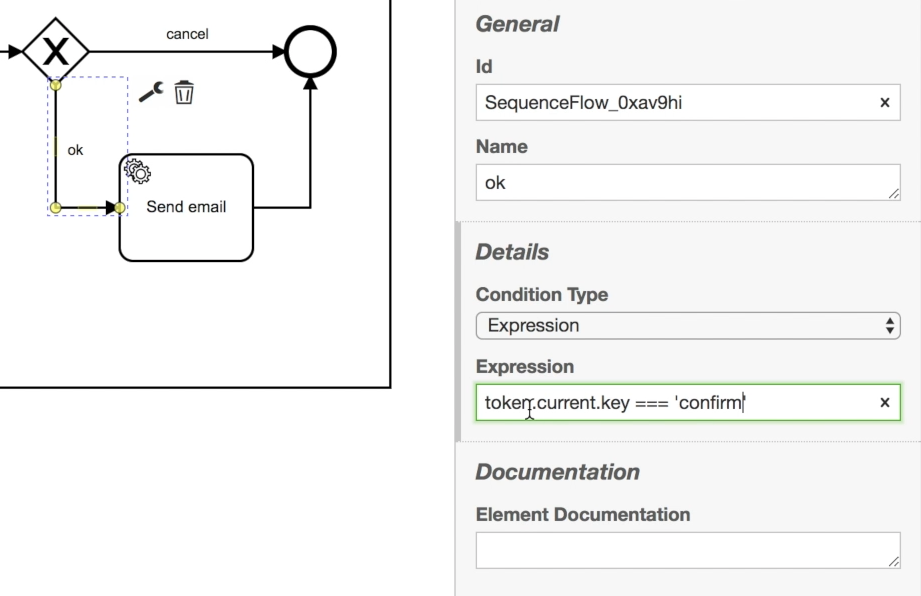 cancel
ok
Send email
General
Id
SequenceFlow_0xav9hi
Name
ok
Details
Condition Type
Expression
Expression
token.current.key === 'confirm'
Documentation
Element Documentation